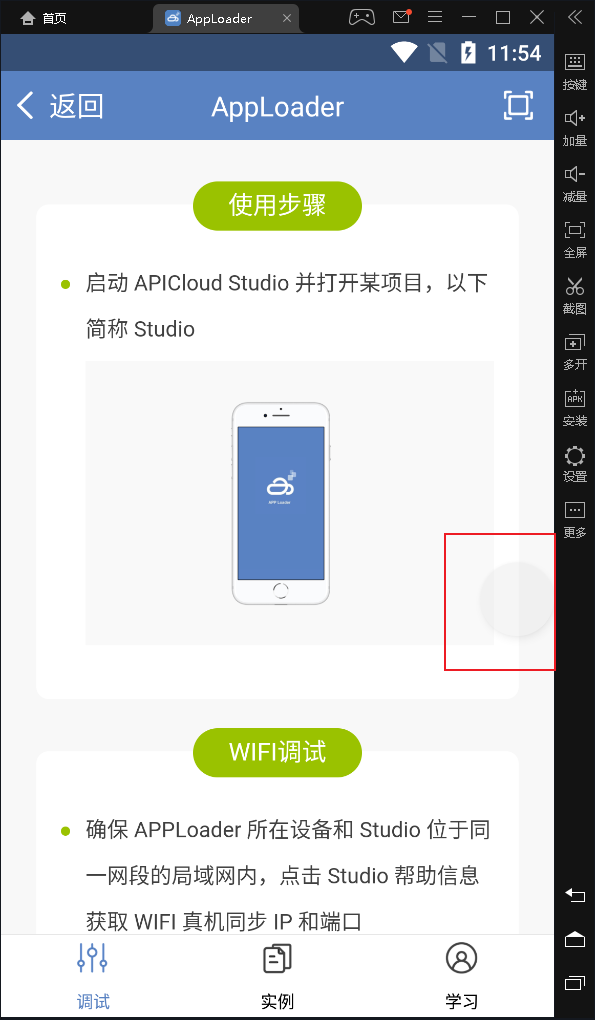 首页
AppLoader
11:54
返回
AppLoader
按键
加量
减量
全屏
截图
多开
APK
安装
设置
更多
使用步骤
启动 APICloud Studio 并打开某项目，以下
简称 Studio
APP Loader
WIFI调试
确保 APPLoader 所在设备和 Studio 位于同
一网段的局域网内，点击 Studio 帮助信息
获取 WIFI 真机同步 IP 和端口
调试
实例
学习